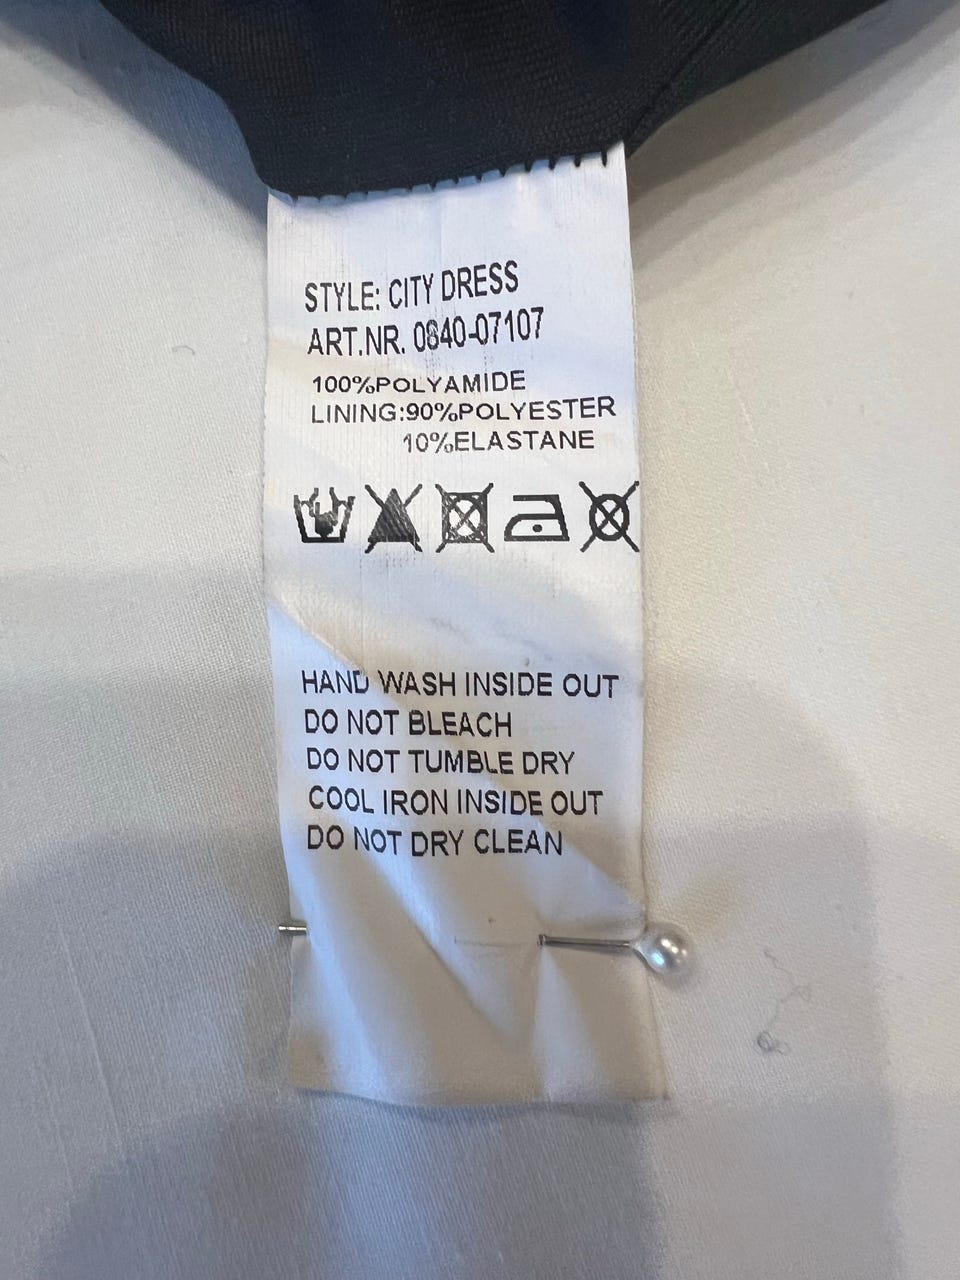 STYLE: CITY DRESS
ART.NR. 0840-07107
100%POLYAMIDE
LINING:90%POLYESTER
10%ELASTANE
HAND WASH INSIDE OUT
DO NOT BLEACH
DO NOT TUMBLE DRY
COOL IRON INSIDE OUT
DO NOT DRY CLEAN